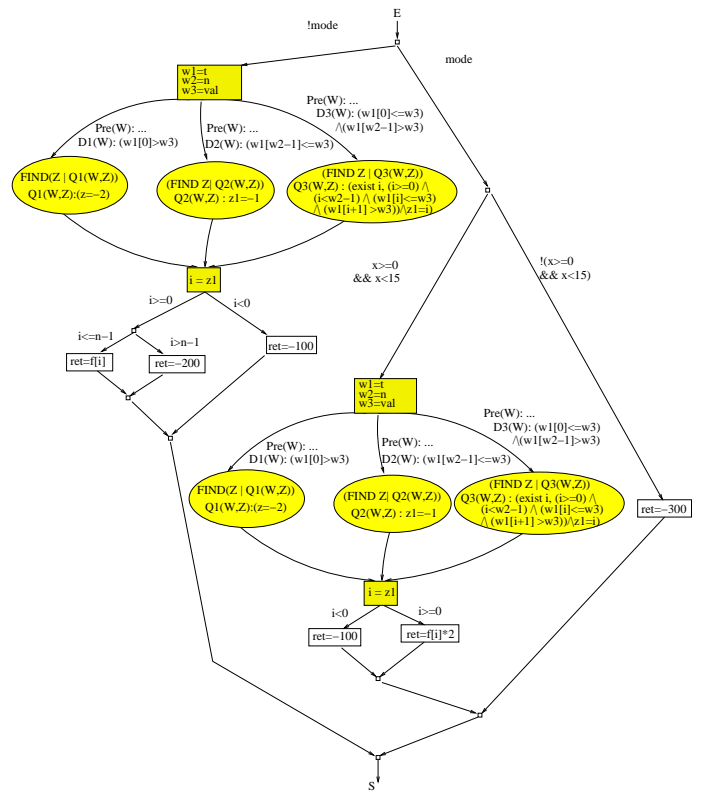 E
!mode
mode
w1=t
w2=n
w3=val
Pre(W): ...
D1(W): (w1[0]>w3)
Pre(W): ...
D2(W): (w1[w2−1]<=w3)
Pre(W): ...
D3(W): (w1[0]<=w3)
/\(w1[w2−1]>w3)
FIND(Z | Q1(W,Z))
Q1(W,Z):(z=−2)
(FIND Z| Q2(W,Z))
Q2(W,Z) : z1=−1
(FIND Z | Q3(W,Z))
Q3(W,Z) : (exist i, (i>=0) /\
(i<w2−1) /\ (w1[i]<=w3)
/\ (w1[i+1] >w3))/\z1=i)
i = z1
x>=0
&& x<15
!(x>=0
&& x<15)
i>=0
i<0
i<=n−1
i>n−1
ret=f[i]
ret=−200
ret=−100
w1=t
w2=n
w3=val
Pre(W): ...
D1(W): (w1[0]>w3)
Pre(W): ...
D2(W): (w1[w2−1]<=w3)
Pre(W): ...
D3(W): (w1[0]<=w3)
/\(w1[w2−1]>w3)
FIND(Z | Q1(W,Z))
Q1(W,Z):(z=−2)
(FIND Z| Q2(W,Z))
Q2(W,Z) : z1=−1
(FIND Z | Q3(W,Z))
Q3(W,Z) : (exist i, (i>=0) /\
(i<w2−1) /\ (w1[i]<=w3)
/\ (w1[i+1] >w3))/\z1=i)
ret=−300
i = z1
i<0
i>=0
ret=−100
ret=f[i]*2
S